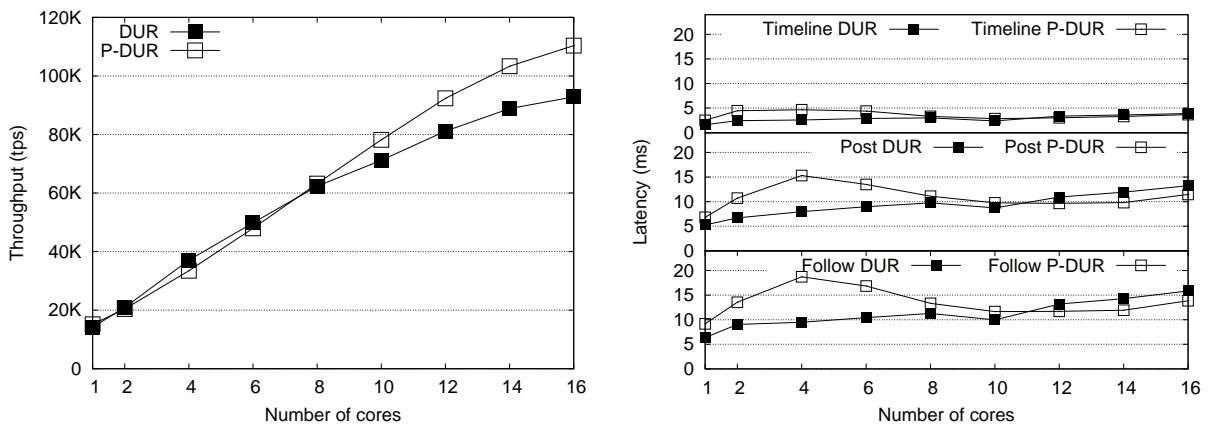 120K
100K
80K
60K
40K
20K
0
Throughput (tps)
DUR
P-DUR
1 2 4 6 8 10 12 14 16
Number of cores
Latency (ms)
20
15
10
5
0
Timeline DUR Timeline P-DUR
20
15
10
5
0
Post DUR Post P-DUR
20
15
10
5
0
Follow DUR Follow P-DUR
1 2 4 6 8 10 12 14 16
Number of cores